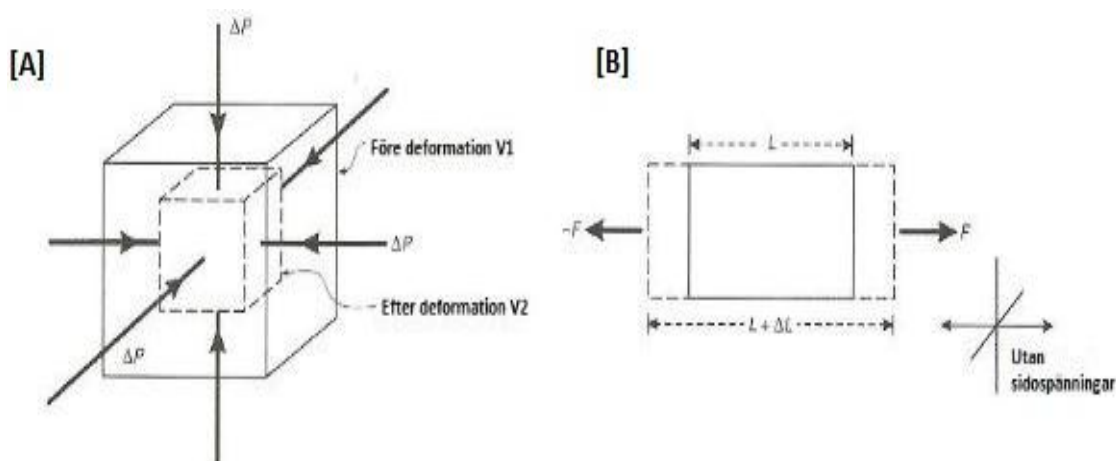 [A]
ΔP
Före deformation V1
ΔP
Efter deformation V2
ΔP
[B]
L
-F
F
L + ΔL
Utan
sidospänningar